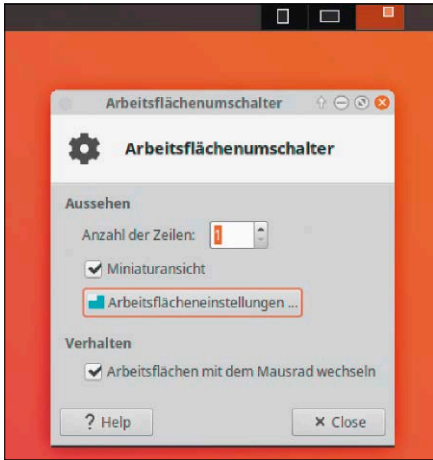 Arbeitsflächenumschalter
Arbeitsflächenumschalter
Aussehen
Anzahl der Zeilen: 1
Miniaturansicht
Arbeitsflächeneinstellungen ...
Verhalten
Arbeitsflächen mit dem Mausrad wechseln
? Help
× Close